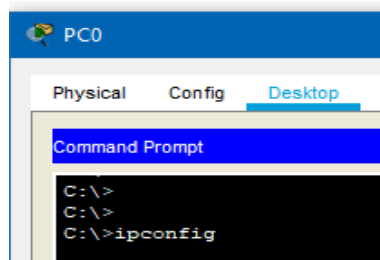 PC0
Physical Config Desktop
Command Prompt
C:\>
C:\>
C:\>ipconfig